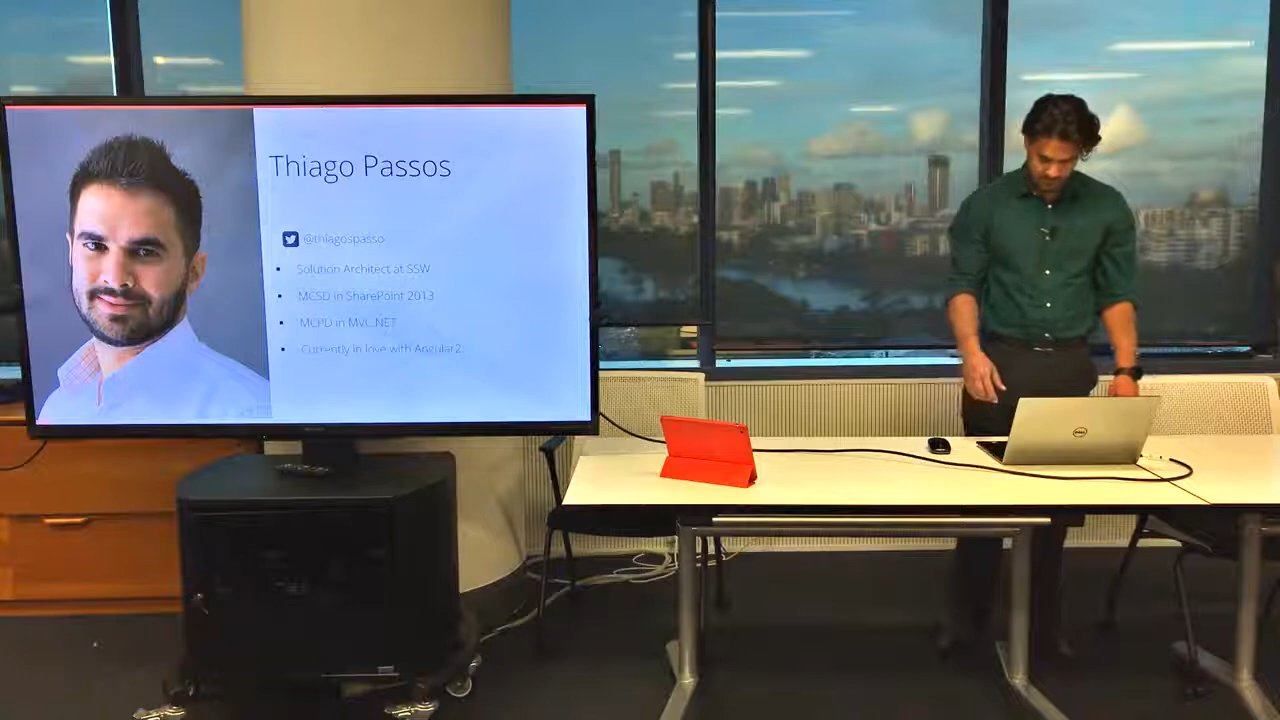 Thiago Passos
@thiagospasso
Solution Architect at SSW
MCSD in SharePoint 2013
MCPD in MVC.NET
Currently in love with Angular2
DELL